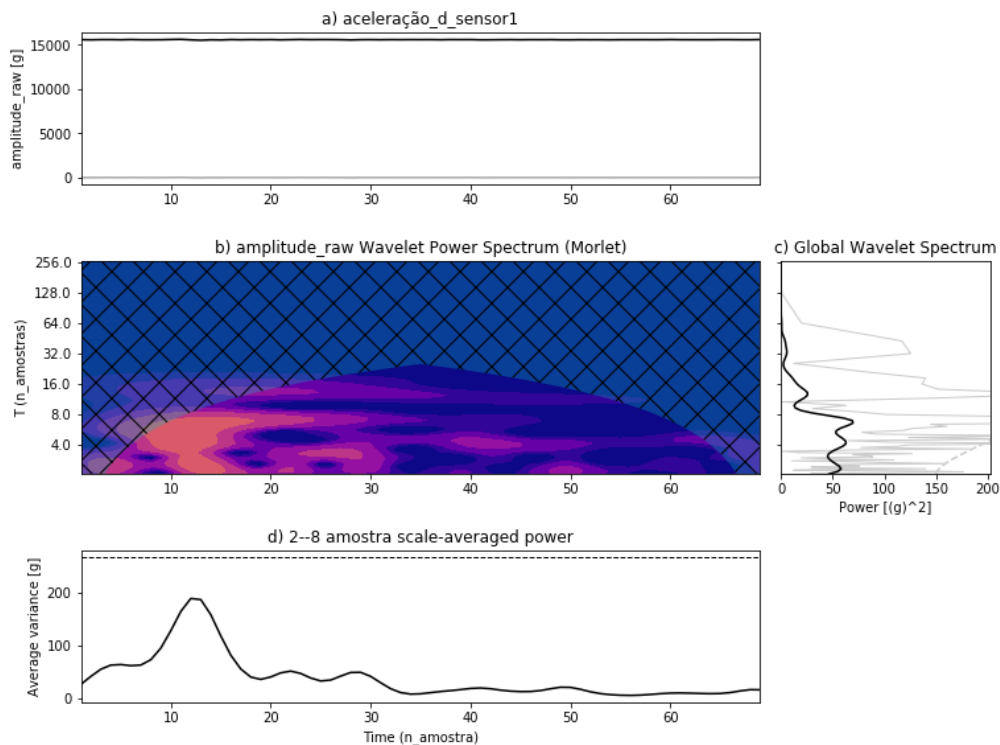 a) aceleração_d_sensor1
amplitude_raw [g]
15000
10000
5000
0
10 20 30 40 50 60
b) amplitude_raw Wavelet Power Spectrum (Morlet)
T (n_amostras)
256.0
128.0
64.0
32.0
16.0
8.0
4.0
10 20 30 40 50 60
c) Global Wavelet Spectrum
0 50 100 150 200
Power [(g)^2]
d) 2--8 amostra scale-averaged power
Average variance [g]
200
100
0
10 20 30 40 50 60
Time (n_amostra)